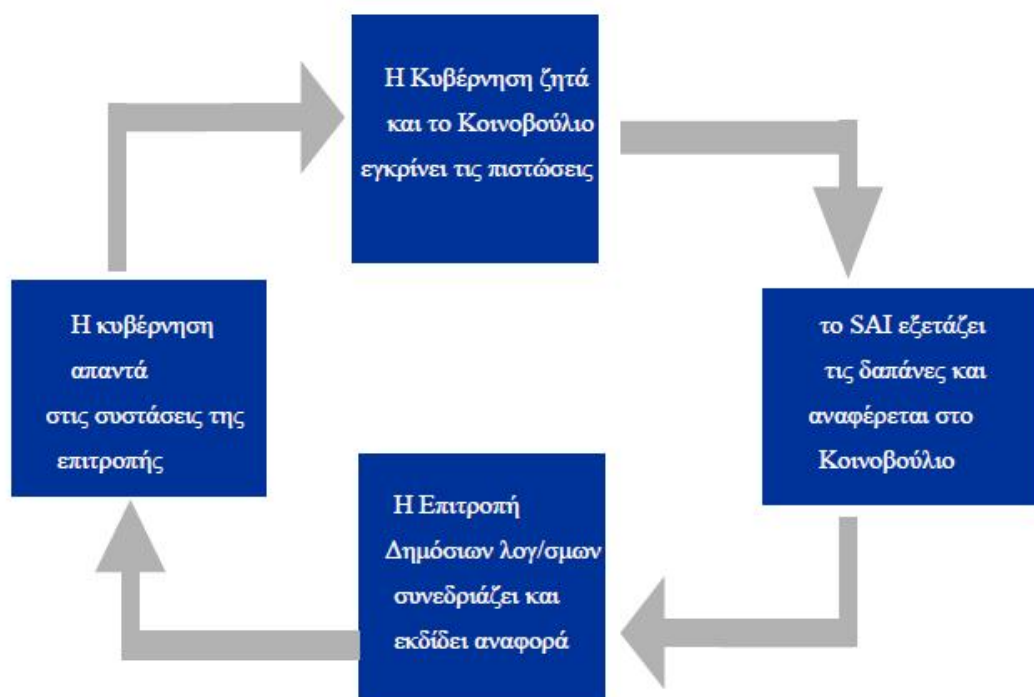 Η Κυβέρνηση ζητά
και το Κοινοβούλιο
εγκρίνει τις πιστώσεις
το SAI εξετάζει
τις δαπάνες και
αναφέρεται στο
Κοινοβούλιο
Η Επιτροπή
Δημόσιων λογ/σμων
συνεδριάζει και
εκδίδει αναφορά
Η κυβέρνηση
απαντά
στις συστάσεις της
επιτροπής